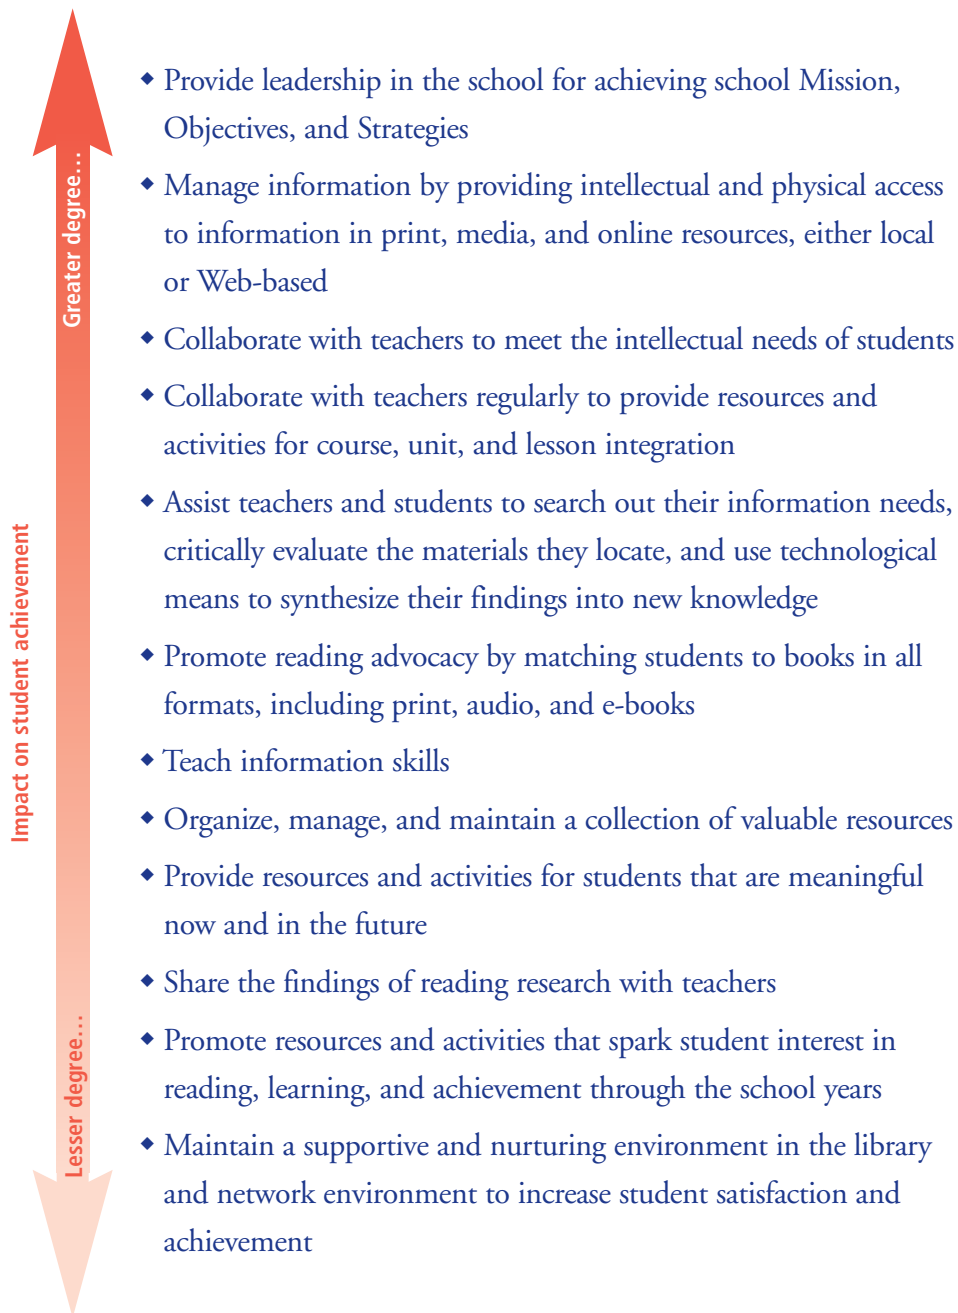 ◆ Provide leadership in the school for achieving school Mission,
Objectives, and Strategies
◆ Manage information by providing intellectual and physical access
to information in print, media, and online resources, either local
or Web-based
◆ Collaborate with teachers to meet the intellectual needs of students
◆ Collaborate with teachers regularly to provide resources and
activities for course, unit, and lesson integration
◆ Assist teachers and students to search out their information needs,
critically evaluate the materials they locate, and use technological
means to synthesize their findings into new knowledge
◆ Promote reading advocacy by matching students to books in all
formats, including print, audio, and e-books
◆ Teach information skills
◆ Organize, manage, and maintain a collection of valuable resources
◆ Provide resources and activities for students that are meaningful
now and in the future
◆ Share the findings of reading research with teachers
◆ Promote resources and activities that spark student interest in
reading, learning, and achievement through the school years
◆ Maintain a supportive and nurturing environment in the library
and network environment to increase student satisfaction and
achievement
Impact on student achievement
Greater degree…
Lesser degree…